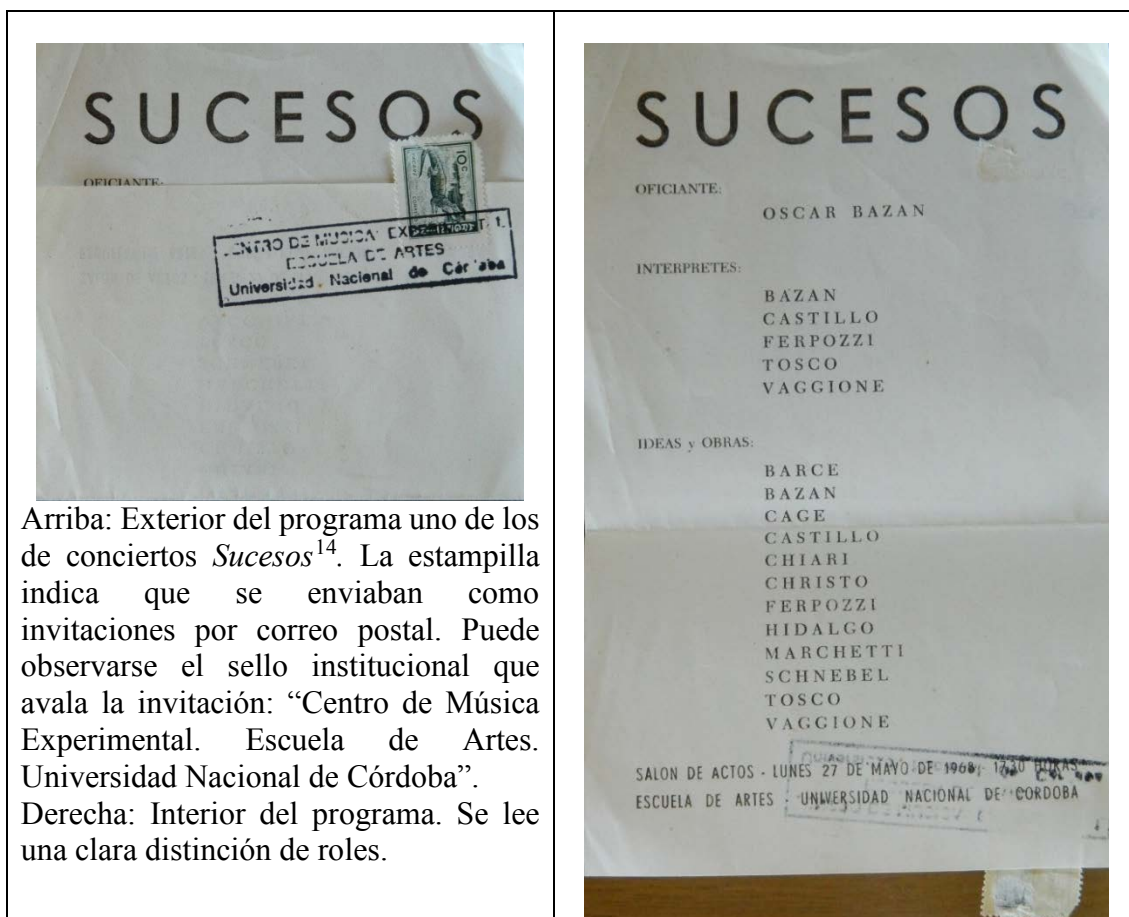 SUCESOS
OFICIANTE:
10c
CENTRO DE MUSICA EXPERIMENTAL
ESCUELA DE ARTES
Universidad Nacional de Córdoba
Arriba: Exterior del programa uno de los
de conciertos Sucesos14. La estampilla
indica que se enviaban como
invitaciones por correo postal. Puede
observarse el sello institucional que
avala la invitación: “Centro de Música
Experimental. Escuela de Artes.
Universidad Nacional de Córdoba”.
Derecha: Interior del programa. Se lee
una clara distinción de roles.
SUCESOS
OFICIANTE:
OSCAR BAZAN
INTERPRETES:
BAZAN
CASTILLO
FERPOZZI
TOSCO
VAGGIONE
IDEAS y OBRAS:
BARCE
BAZAN
CAGE
CASTILLO
CHIARI
CHRISTO
FERPOZZI
HIDALGO
MARCHETTI
SCHNEBEL
TOSCO
VAGGIONE
SALON DE ACTOS - LUNES 27 DE MAYO DE 1968 - 17,30 HORAS
ESCUELA DE ARTES - UNIVERSIDAD NACIONAL DE CORDOBA